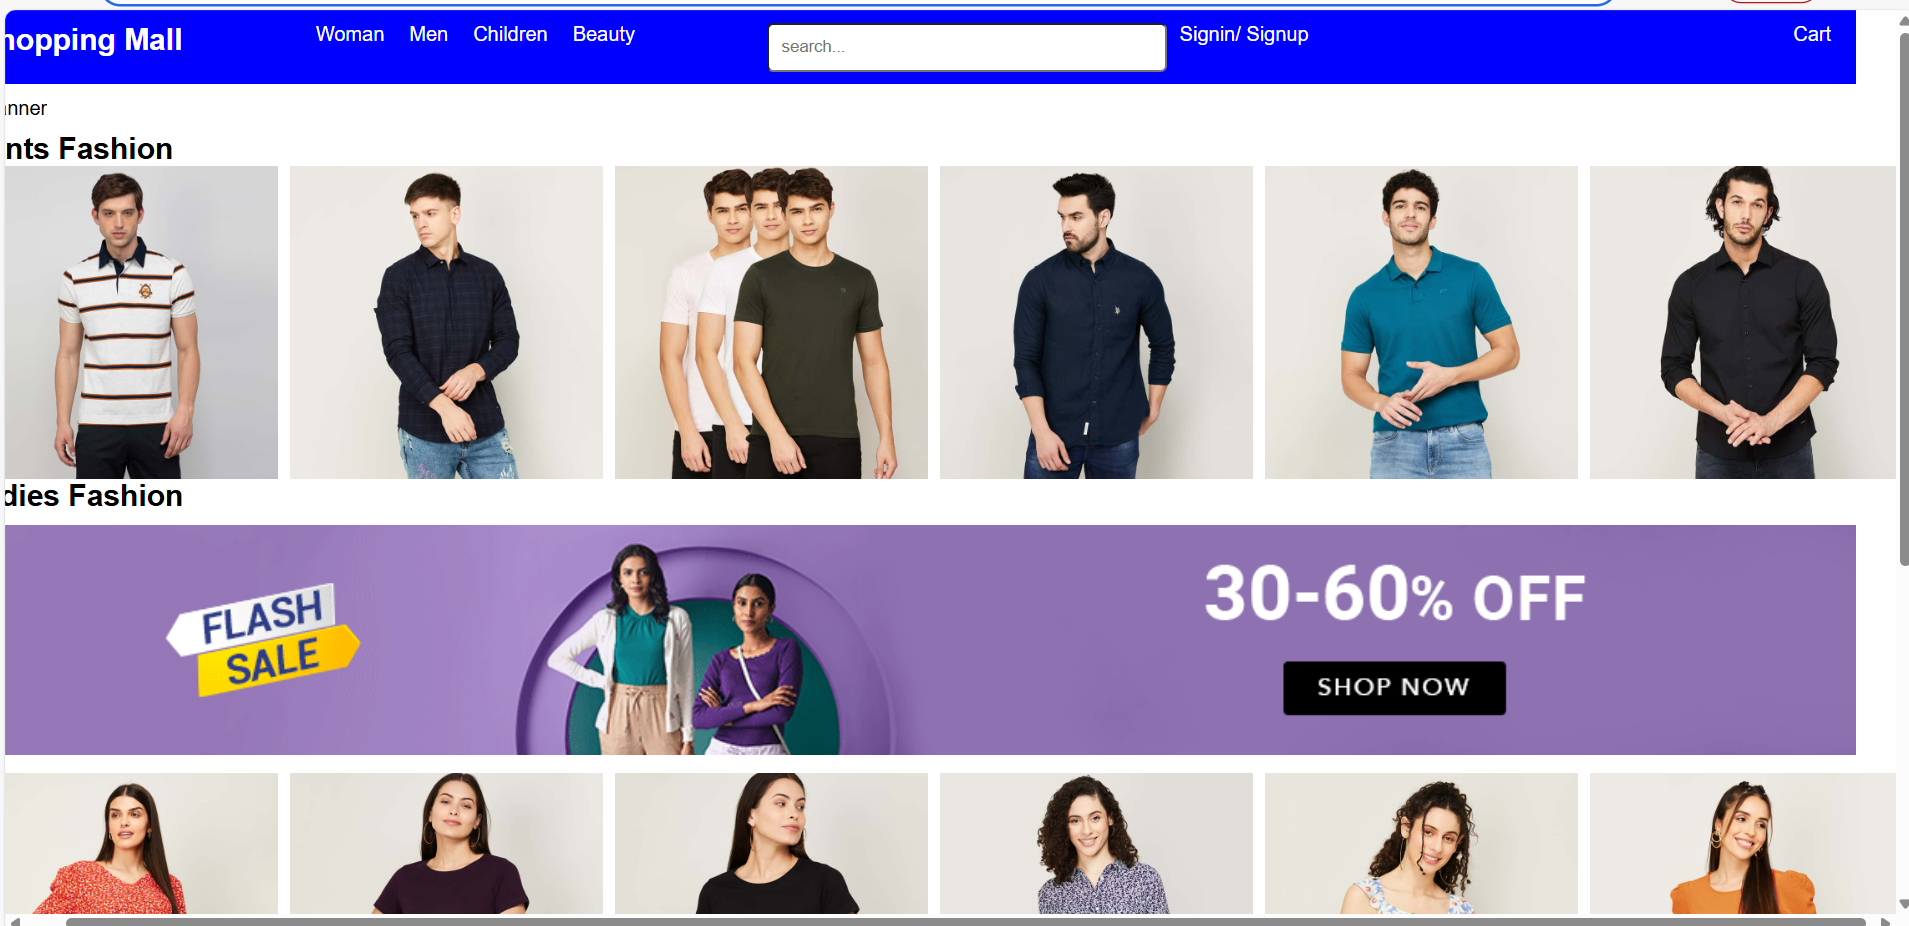 hopping Mall
Woman Men Children Beauty
search...
Signin/ Signup
Cart
nner
nts Fashion
dies Fashion
FLASH
SALE
30-60% OFF
SHOP NOW